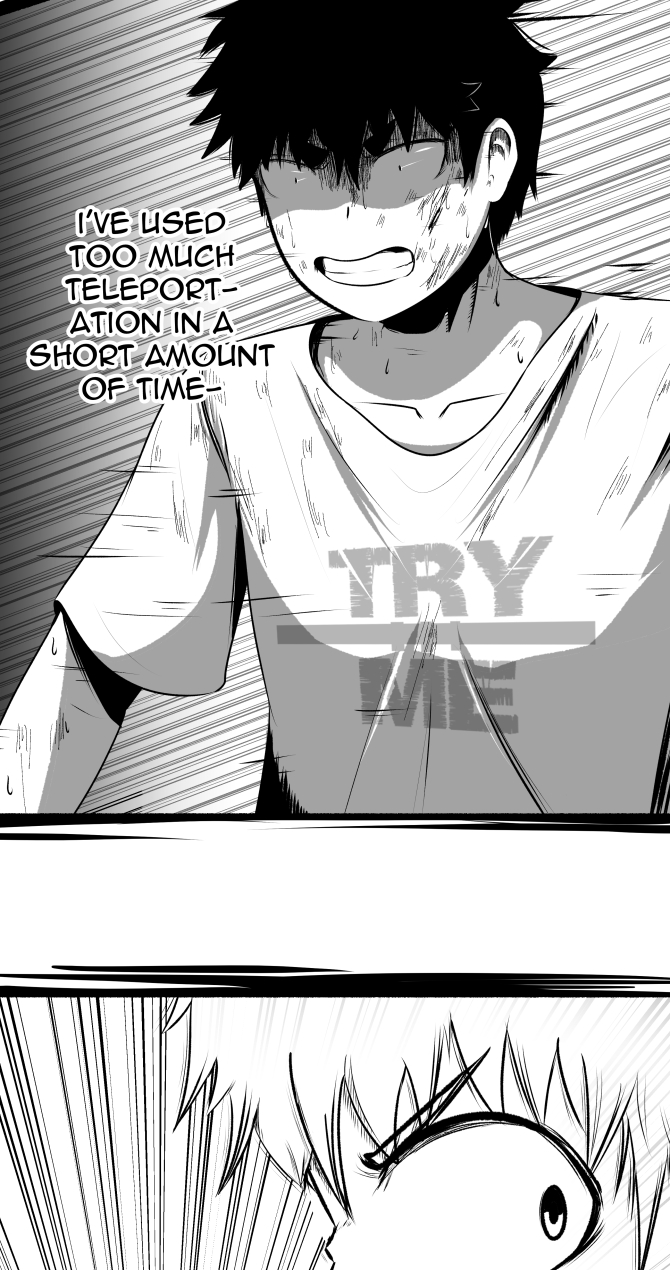 I'VE USED
TOO MUCH
TELEPORT-
ATION IN A
SHORT AMOUNT
OF TIME-
TRY
ME